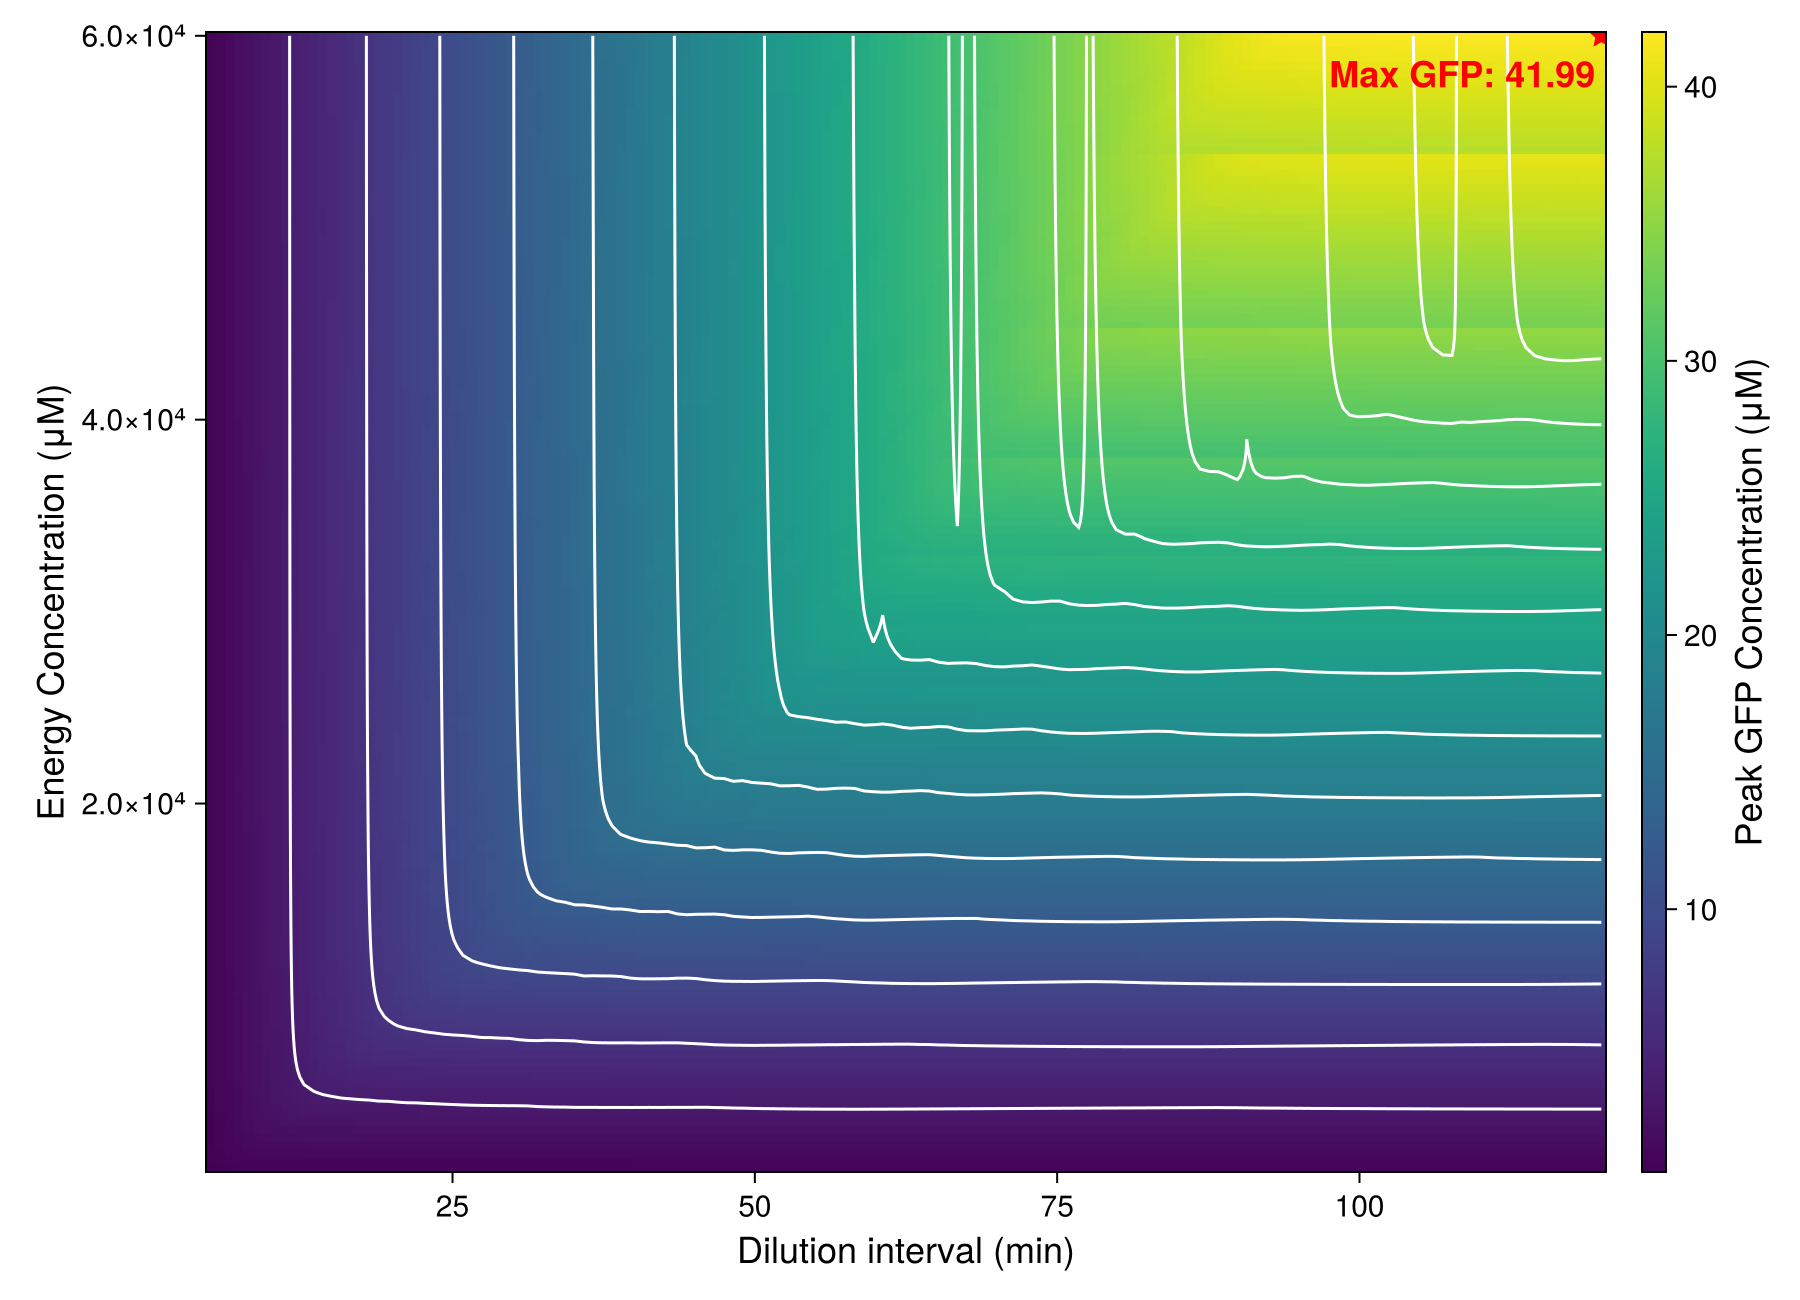 6.0×10⁴
4.0×10⁴
2.0×10⁴
Energy Concentration (μM)
Max GFP: 41.99
25
50
75
100
Dilution interval (min)
40
30
20
10
Peak GFP Concentration (μM)